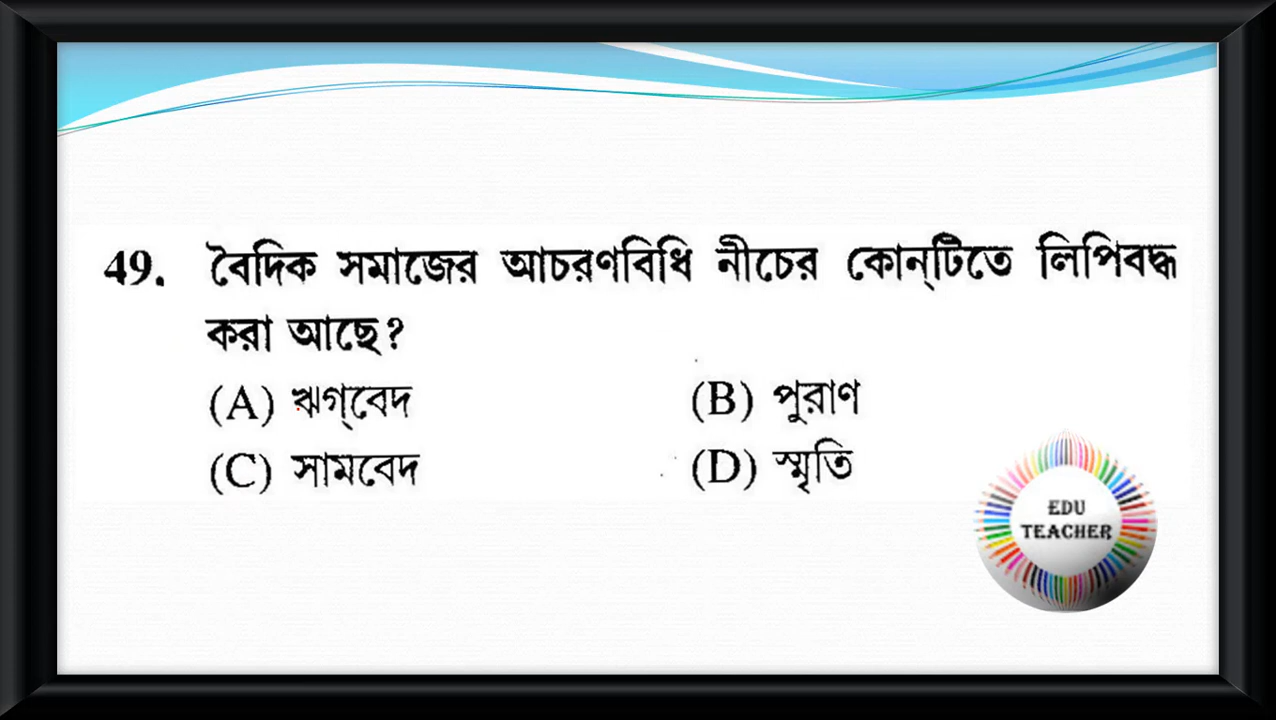 49. বৈদিক সমাজের আচরণবিধি নীচের কোন্‌টিতে লিপিবদ্ধ
করা আছে?
(A) ঋগ্‌বেদ (B) পুরাণ
(C) সামবেদ (D) স্মৃতি
EDU
TEACHER